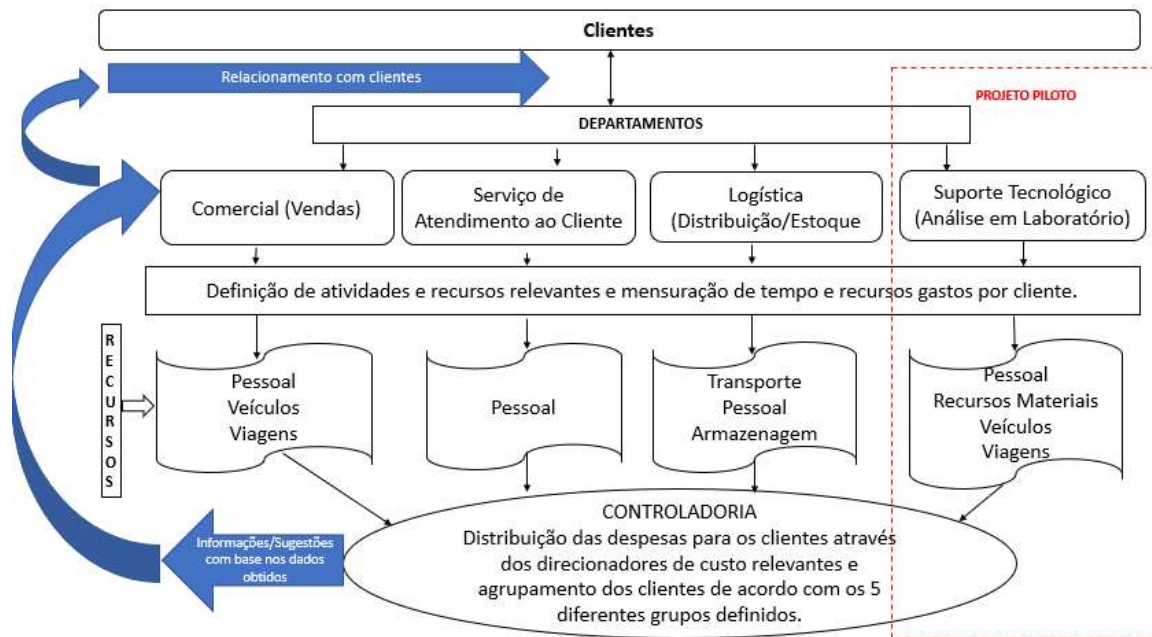 Clientes
Relacionamento com clientes
PROJETO PILOTO
DEPARTAMENTOS
Comercial (Vendas)
Serviço de
Atendimento ao Cliente
Logística
(Distribuição/Estoque
Suporte Tecnológico
(Análise em Laboratório)
Definição de atividades e recursos relevantes e mensuração de tempo e recursos gastos por cliente.
RECURSOS
Pessoal
Veículos
Viagens
Pessoal
Transporte
Pessoal
Armazenagem
Pessoal
Recursos Materiais
Veículos
Viagens
CONTROLADORIA
Distribuição das despesas para os clientes através
dos direcionadores de custo relevantes e
agrupamento dos clientes de acordo com os 5
diferentes grupos definidos.
Informações/Sugestões
com base nos dados
obtidos